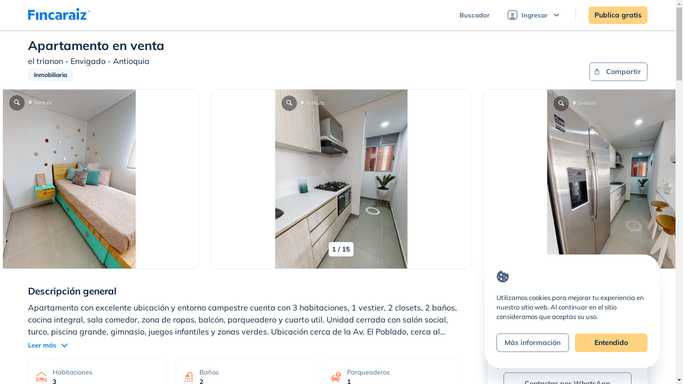 Fincaraiz
Buscador
Ingresar
Publica gratis
Apartamento en venta
el trianon - Envigado - Antioquia
Inmobiliaria
Compartir
1 / 15
Descripción general
Apartamento con excelente ubicación y entorno campestre cuenta con 3 habitaciones, 1 vestier, 2 closets, 2 baños,
cocina integral, sala comedor, zona de ropas, balcón, parqueadero y cuarto util. Unidad cerrada con salón social,
turco, piscina grande, gimnasio, juegos infantiles y zonas verdes. Ubicación cerca de la Av. El Poblado, cerca al...
Leer más
Habitaciones
3
Baños
2
Parqueaderos
1
Utilizamos cookies para mejorar tu experiencia en
nuestro sitio web. Al continuar en el sitio
consideramos que aceptas su uso.
Más información
Entendido
Contactar por WhatsApp